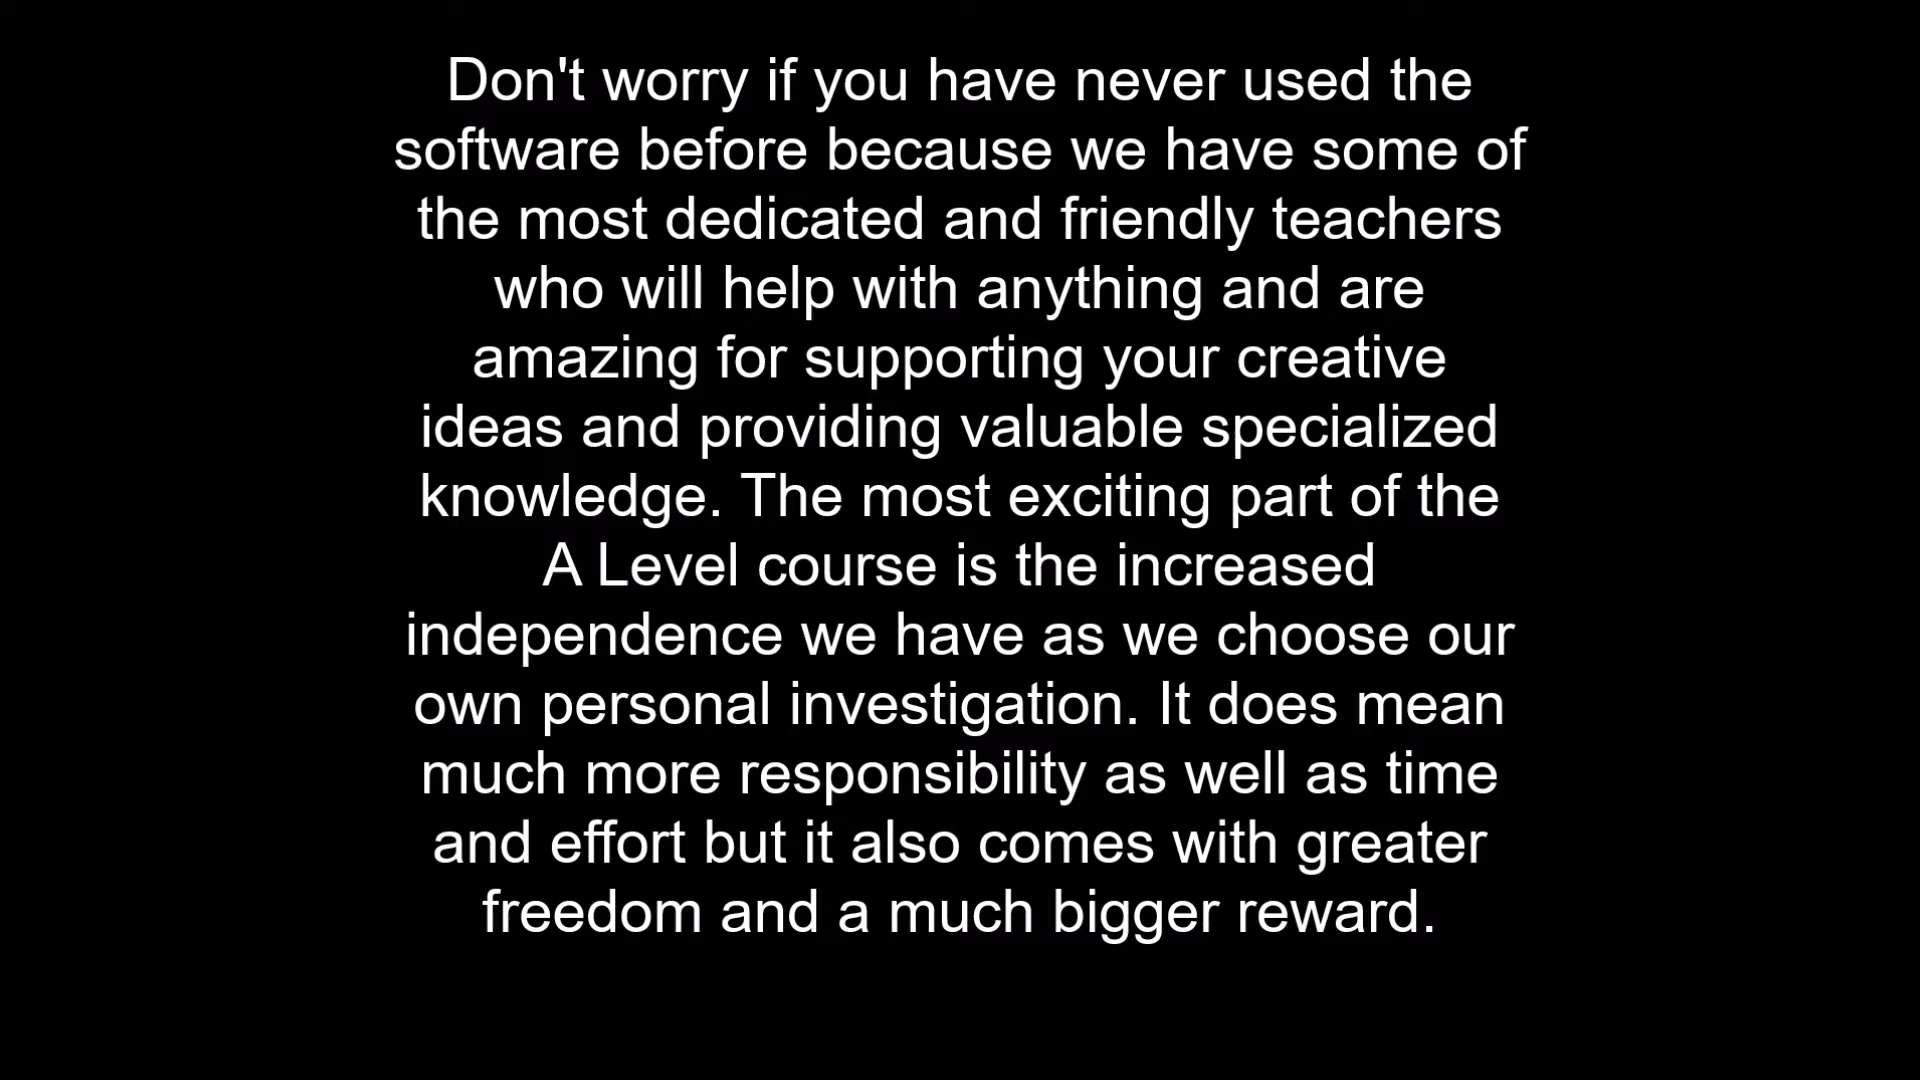 Don't worry if you have never used the
software before because we have some of
the most dedicated and friendly teachers
who will help with anything and are
amazing for supporting your creative
ideas and providing valuable specialized
knowledge. The most exciting part of the
A Level course is the increased
independence we have as we choose our
own personal investigation. It does mean
much more responsibility as well as time
and effort but it also comes with greater
freedom and a much bigger reward.